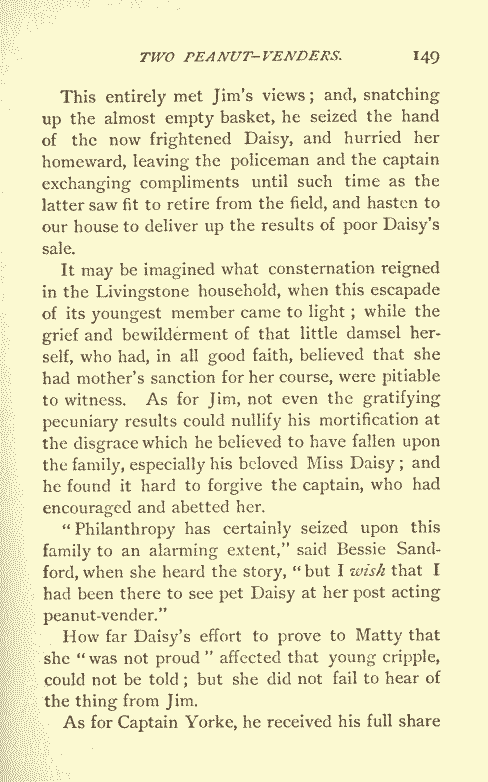 TWO PEANUT-VENDERS. 149
This entirely met Jim's views; and, snatching
up the almost empty basket, he seized the hand
of the now frightened Daisy, and hurried her
homeward, leaving the policeman and the captain
exchanging compliments until such time as the
latter saw fit to retire from the field, and hasten to
our house to deliver up the results of poor Daisy's
sale.
It may be imagined what consternation reigned
in the Livingstone household, when this escapade
of its youngest member came to light; while the
grief and bewilderment of that little damsel her-
self, who had, in all good faith, believed that she
had mother's sanction for her course, were pitiable
to witness. As for Jim, not even the gratifying
pecuniary results could nullify his mortification at
the disgrace which he believed to have fallen upon
the family, especially his beloved Miss Daisy; and
he found it hard to forgive the captain, who had
encouraged and abetted her.
"Philanthropy has certainly seized upon this
family to an alarming extent," said Bessie Sand-
ford, when she heard the story, "but I wish that I
had been there to see pet Daisy at her post acting
peanut-vender."
How far Daisy's effort to prove to Matty that
she "was not proud" affected that young cripple,
could not be told; but she did not fail to hear of
the thing from Jim.
As for Captain Yorke, he received his full share